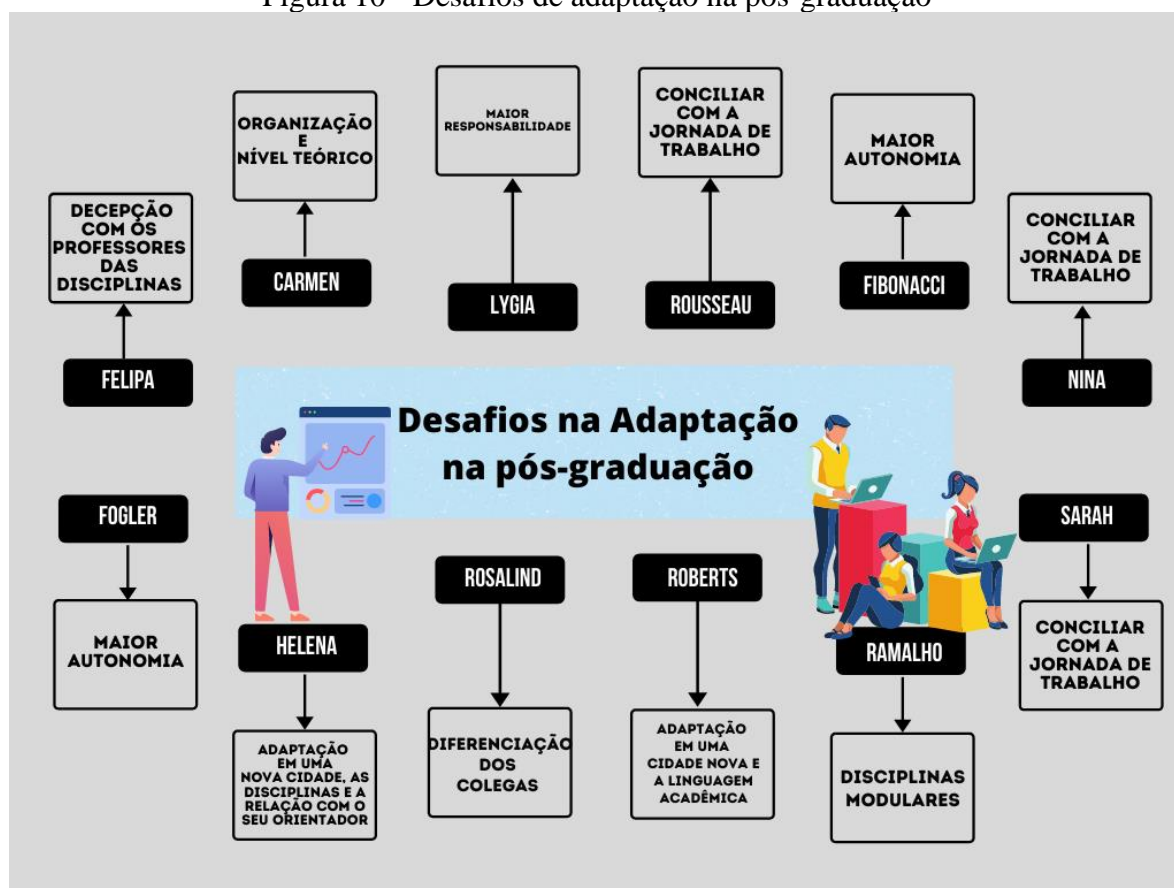 Figura 10 - Desafios de adaptação na pós-graduação
DECEPÇÃO
COM OS
PROFESSORES
DAS
DISCIPLINAS
FELIPA
ORGANIZAÇÃO
E
NÍVEL TEÓRICO
CARMEN
MAIOR
RESPONSABILIDADE
LYGIA
CONCILIAR
COM A
JORNADA DE
TRABALHO
ROUSSEAU
MAIOR
AUTONOMIA
FIBONACCI
CONCILIAR
COM A
JORNADA DE
TRABALHO
NINA
Desafios na Adaptação
na pós-graduação
FOGLER
MAIOR
AUTONOMIA
HELENA
ADAPTAÇÃO
EM UMA
NOVA CIDADE, AS
DISCIPLINAS E A
RELAÇÃO COM O
SEU ORIENTADOR
ROSALIND
DIFERENCIAÇÃO
DOS
COLEGAS
ROBERTS
ADAPTAÇÃO
EM UMA
CIDADE NOVA E
A LINGUAGEM
ACADÊMICA
RAMALHO
DISCIPLINAS
MODULARES
SARAH
CONCILIAR
COM A
JORNADA DE
TRABALHO